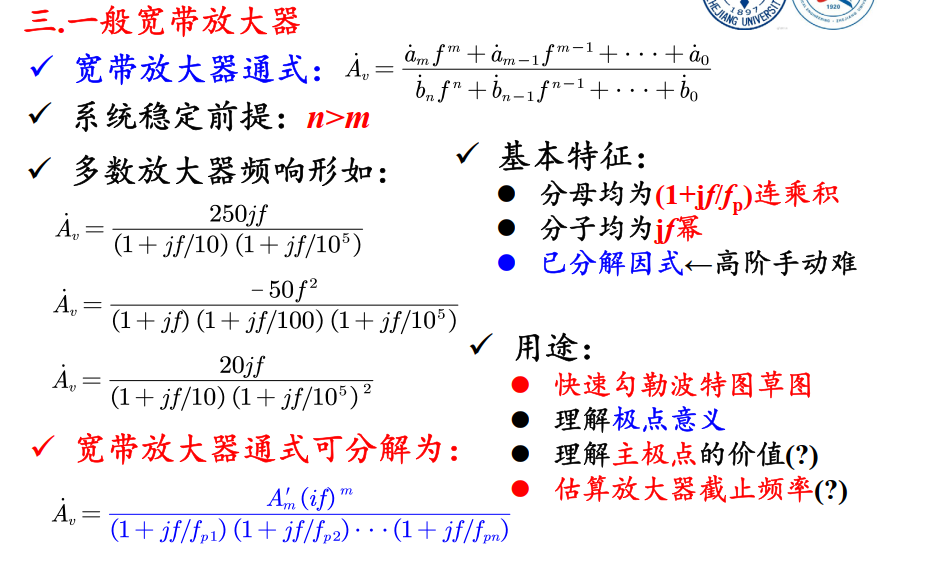 三.一般宽带放大器
✓ 宽带放大器通式: $\dot{A}_v = \frac{\dot{a}_m f^m + \dot{a}_{m-1} f^{m-1} + \cdots + \dot{a}_0}{\dot{b}_n f^n + \dot{b}_{n-1} f^{n-1} + \cdots + \dot{b}_0}$
✓ 系统稳定前提: n>m
✓ 多数放大器频响形如:
$\dot{A}_v = \frac{250jf}{(1 + jf/10)(1 + jf/10^5)}$
$\dot{A}_v = \frac{-50f^2}{(1 + jf)(1 + jf/100)(1 + jf/10^5)}$
$\dot{A}_v = \frac{20jf}{(1 + jf/10)(1 + jf/10^5)^2}$
✓ 宽带放大器通式可分解为:
$\dot{A}_v = \frac{A'_m (if)^m}{(1 + jf/f_{p1})(1 + jf/f_{p2}) \cdots (1 + jf/f_{pn})}$
✓ 基本特征:
● 分母均为(1+jf/f_p)连乘积
● 分子均为jf幂
● 已分解因式←高阶手动难
✓ 用途:
● 快速勾勒波特图草图
● 理解极点意义
● 理解主极点的价值(?)
● 估算放大器截止频率(?)
1897
ZHEJIANG UNIVERSITY
1920